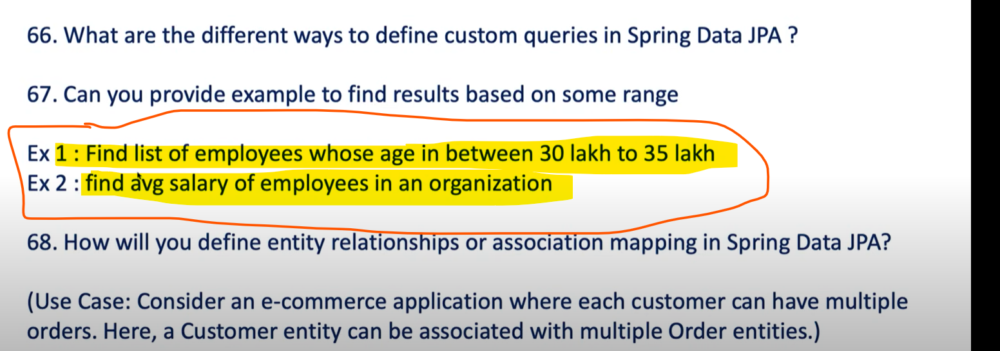 66. What are the different ways to define custom queries in Spring Data JPA ?
67. Can you provide example to find results based on some range
Ex 1 : Find list of employees whose age in between 30 lakh to 35 lakh
Ex 2 : find avg salary of employees in an organization
68. How will you define entity relationships or association mapping in Spring Data JPA?
(Use Case: Consider an e-commerce application where each customer can have multiple
orders. Here, a Customer entity can be associated with multiple Order entities.)